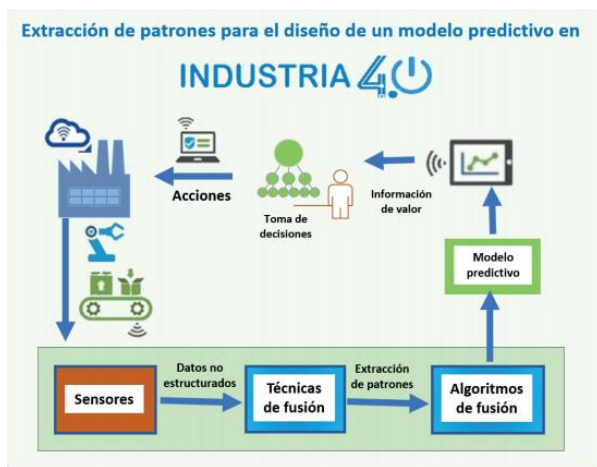 Extracción de patrones para el diseño de un modelo predictivo en
INDUSTRIA 4.0
Acciones
Toma de
decisiones
Información
de valor
Modelo
predictivo
Sensores
Datos no
estructurados
Técnicas
de fusión
Extracción
de patrones
Algoritmos
de fusión